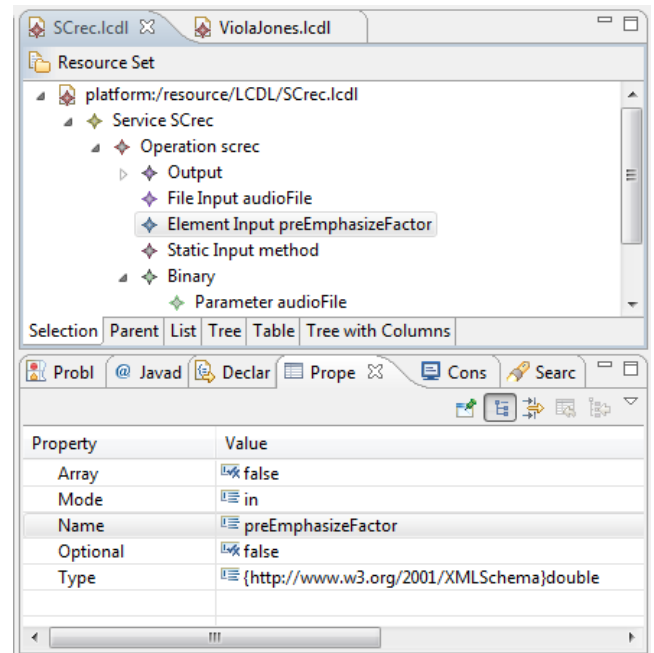 SCrec.lcdl ViolaJones.lcdl
Resource Set
platform:/resource/LCDL/SCrec.lcdl
Service SCrec
Operation screc
Output
File Input audioFile
Element Input preEmphasizeFactor
Static Input method
Binary
Parameter audioFile
Selection Parent List Tree Table Tree with Columns
Probl @ Javad Declar Prope Cons Searc
Property Value
Array false
Mode in
Name preEmphasizeFactor
Optional false
Type {http://www.w3.org/2001/XMLSchema}double